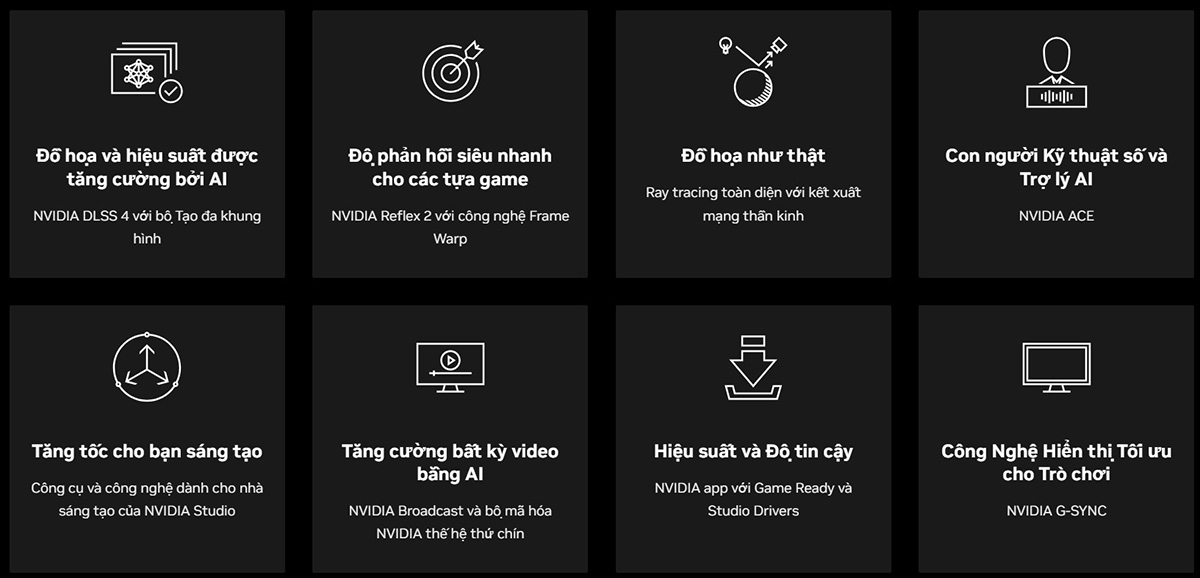 Đồ họa và hiệu suất được
tăng cường bởi AI
NVIDIA DLSS 4 với bộ Tạo đa khung
hình
Độ phản hồi siêu nhanh
cho các tựa game
NVIDIA Reflex 2 với công nghệ Frame
Warp
Đồ họa như thật
Ray tracing toàn diện với kết xuất
mạng thần kinh
Con người Kỹ thuật số và
Trợ lý AI
NVIDIA ACE
Tăng tốc cho bạn sáng tạo
Công cụ và công nghệ dành cho nhà
sáng tạo của NVIDIA Studio
Tăng cường bất kỳ video
bằng AI
NVIDIA Broadcast và bộ mã hóa
NVIDIA thế hệ thứ chín
Hiệu suất và Độ tin cậy
NVIDIA app với Game Ready và
Studio Drivers
Công Nghệ Hiển thị Tối ưu
cho Trò chơi
NVIDIA G-SYNC